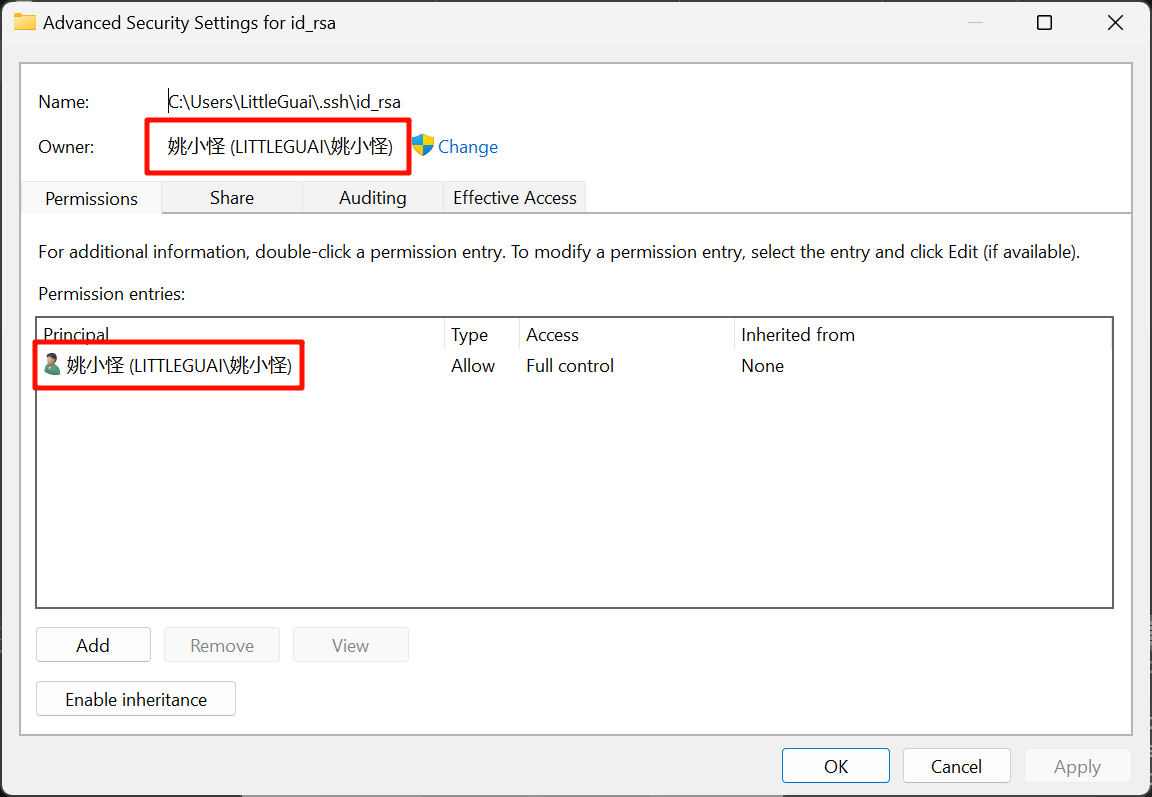 Advanced Security Settings for id_rsa
Name: C:\Users\LittleGuai\.ssh\id_rsa
Owner: 姚小怪 (LITTLEGUAI\姚小怪) Change
Permissions Share Auditing Effective Access
For additional information, double-click a permission entry. To modify a permission entry, select the entry and click Edit (if available).
Permission entries:
Principal Type Access Inherited from
姚小怪 (LITTLEGUAI\姚小怪) Allow Full control None
Add Remove View
Enable inheritance
OK Cancel Apply